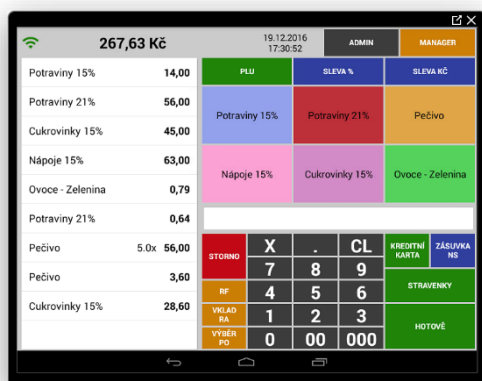 267,63 Kč
19.12.2016
17:30:52
ADMIN
MANAGER
Potraviny 15% 14,00
Potraviny 21% 56,00
Cukrovinky 15% 45,00
Nápoje 15% 63,00
Ovoce - Zelenina 0,79
Potraviny 21% 0,64
Pečivo 5.0x 56,00
Pečivo 3,60
Cukrovinky 15% 28,60
PLU SLEVA % SLEVA KČ
Potraviny 15% Potraviny 21% Pečivo
Nápoje 15% Cukrovinky 15% Ovoce - Zelenina
STORNO
RF
VKLAD
RA
VÝBĚR
PO
X . CL
7 8 9
4 5 6
1 2 3
0 00 000
KREDITNÍ
KARTA
ZÁSUVKA
NS
STRAVENKY
HOTOVĚ